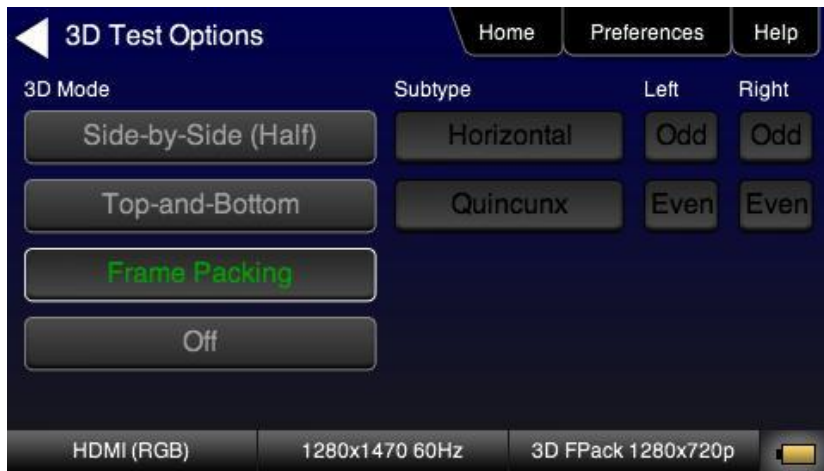 3D Test Options Home Preferences Help
3D Mode Subtype Left Right
Side-by-Side (Half) Horizontal Odd Odd
Top-and-Bottom Quincunx Even Even
Frame Packing
Off
HDMI (RGB) 1280x1470 60Hz 3D FPack 1280x720p